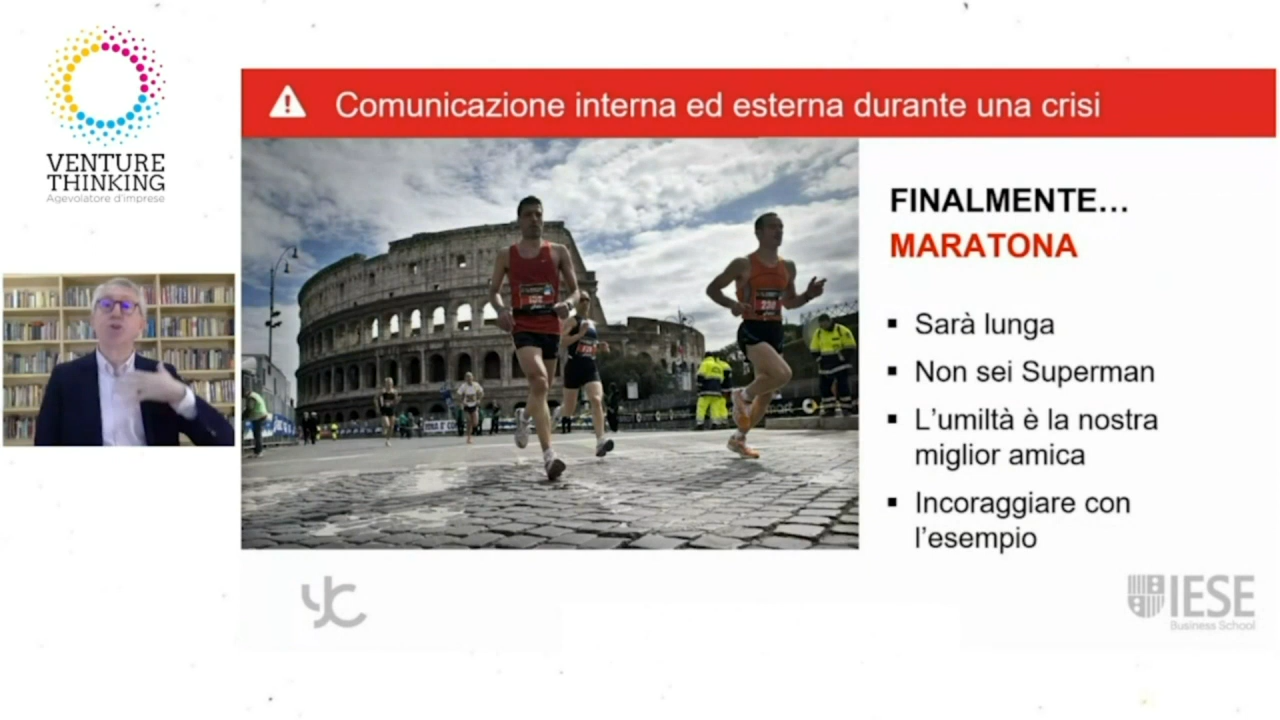 VENTURE
THINKING
Agevolatore d'imprese
Comunicazione interna ed esterna durante una crisi
FINALMENTE...
MARATONA
Sarà lunga
Non sei Superman
L'umiltà è la nostra
miglior amica
Incoraggiare con
l'esempio
yc
IESE
Business School